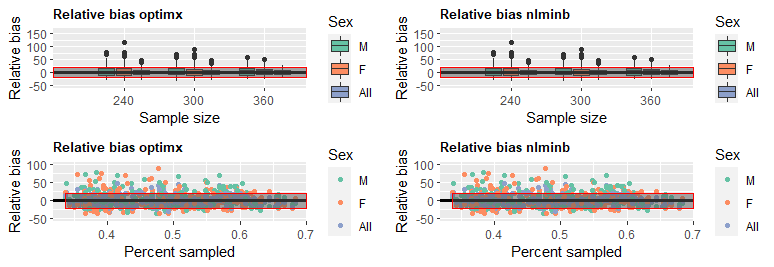 Relative bias optimx
Relative bias
150
100
50
0
-50
240
300
360
Sample size
Sex
M
F
All
Relative bias nlminb
Relative bias
150
100
50
0
-50
240
300
360
Sample size
Sex
M
F
All
Relative bias optimx
Relative bias
100
50
0
-50
0.4
0.5
0.6
0.7
Percent sampled
Sex
M
F
All
Relative bias nlminb
Relative bias
100
50
0
-50
0.4
0.5
0.6
0.7
Percent sampled
Sex
M
F
All